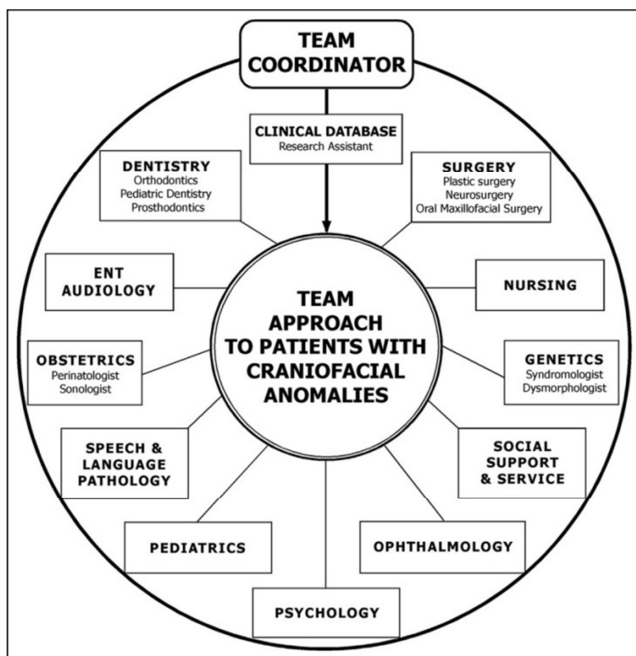 TEAM
COORDINATOR
CLINICAL DATABASE
Research Assistant
DENTISTRY
Orthodontics
Pediatric Dentistry
Prosthodontics
SURGERY
Plastic surgery
Neurosurgery
Oral Maxillofacial Surgery
ENT
AUDIOLOGY
NURSING
TEAM
APPROACH
TO PATIENTS WITH
CRANIOFACIAL
ANOMALIES
OBSTETRICS
Perinatologist
Sonologist
GENETICS
Syndromologist
Dysmorphologist
SPEECH &
LANGUAGE
PATHOLOGY
SOCIAL
SUPPORT
& SERVICE
PEDIATRICS
OPHTHALMOLOGY
PSYCHOLOGY